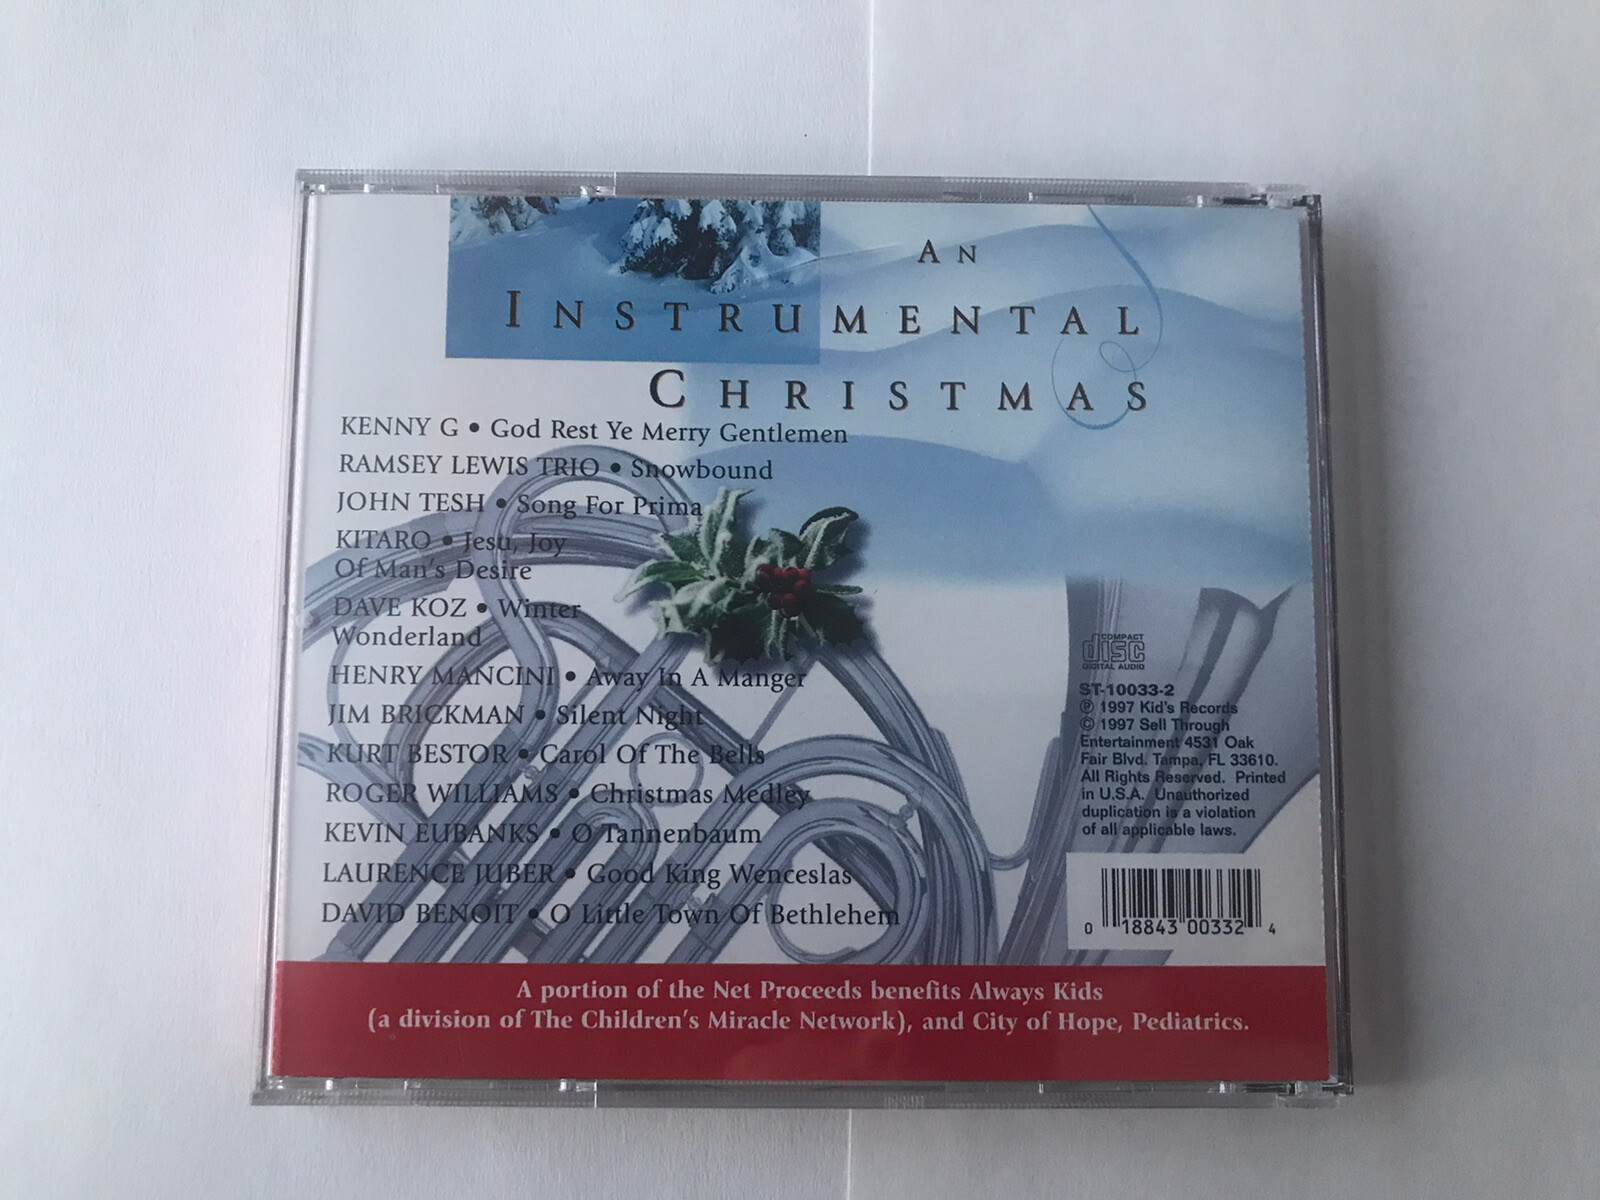 AN
INSTRUMENTAL
CHRISTMAS
KENNY G • God Rest Ye Merry Gentlemen
RAMSEY LEWIS TRIO • Snowbound
JOHN TESH • Song For Prima
KITARO • Jesu, Joy
Of Man's Desire
DAVE KOZ • Winter
Wonderland
HENRY MANCINI • Away In A Manger
JIM BRICKMAN • Silent Night
KURT BESTOR • Carol Of The Bells
ROGER WILLIAMS • Christmas Medley
KEVIN EUBANKS • O Tannenbaum
LAURENCE JUBER • Good King Wenceslas
DAVID BENOIT • O Little Town Of Bethlehem
COMPACT
disc
DIGITAL AUDIO
ST-10033-2
℗ 1997 Kid's Records
© 1997 Sell Through
Entertainment 4531 Oak
Fair Blvd. Tampa, FL 33610.
All Rights Reserved. Printed
in U.S.A. Unauthorized
duplication is a violation
of all applicable laws.
0 18843 00332 4
A portion of the Net Proceeds benefits Always Kids
(a division of The Children's Miracle Network), and City of Hope, Pediatrics.